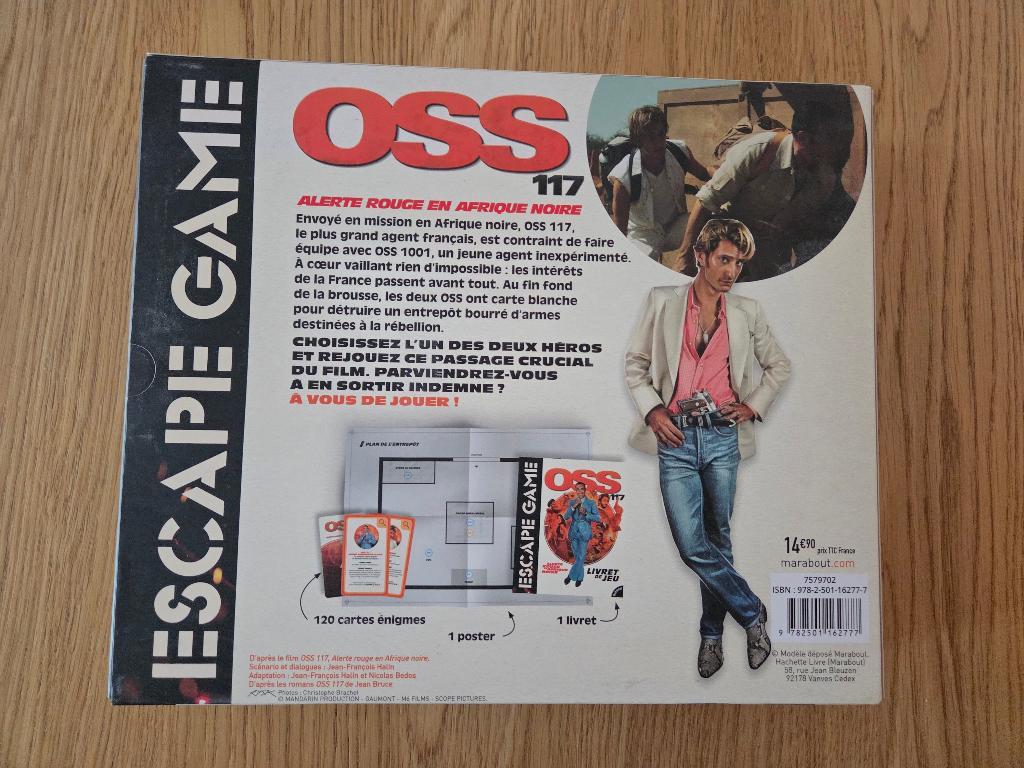 ESCAPE GAME
OSS
117
ALERTE ROUGE EN AFRIQUE NOIRE
Envoyé en mission en Afrique noire, OSS 117,
le plus grand agent français, est contraint de faire
équipe avec OSS 1001, un jeune agent inexpérimenté.
À cœur vaillant rien d'impossible : les intérêts
de la France passent avant tout. Au fin fond
de la brousse, les deux OSS ont carte blanche
pour détruire un entrepôt bourré d'armes
destinées à la rébellion.
CHOISISSEZ L'UN DES DEUX HÉROS
ET REJOUEZ CE PASSAGE CRUCIAL
DU FILM. PARVIENDREZ-VOUS
À EN SORTIR INDEMNE ?
À VOUS DE JOUER !
PLAN DE L'ENTREPÔT
ESCAPE GAME
OSS
117
LIVRET
DE JEU
120 cartes énigmes
1 poster
1 livret
14€90 prix TTC France
marabout.com
7579702
ISBN : 978-2-501-16277-7
9 782501 162777
© Modèle déposé Marabout.
Hachette Livre (Marabout)
58, rue Jean Bleuzen
92178 Vanves Cedex
D'après le film OSS 117, Alerte rouge en Afrique noire.
Scénario et dialogues : Jean-François Halin
Adaptation : Jean-François Halin et Nicolas Bedos
D'après les romans OSS 117 de Jean Bruce
Photos : Christophe Brachet
© MANDARIN PRODUCTION - GAUMONT - M6 FILMS - SCOPE PICTURES.